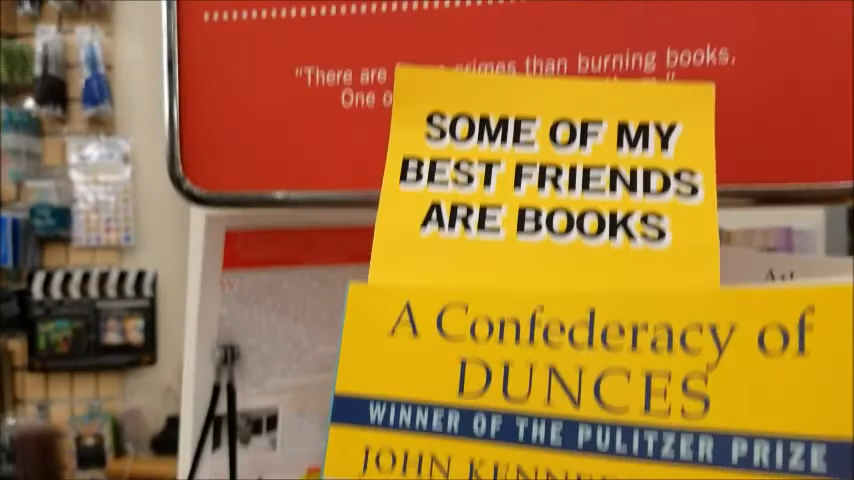 "There are crimes than burning books.
One o
SOME OF MY
BEST FRIENDS
ARE BOOKS
A Confederacy of
DUNCES
WINNER OF THE PULITZER PRIZE
JOHN KENNE